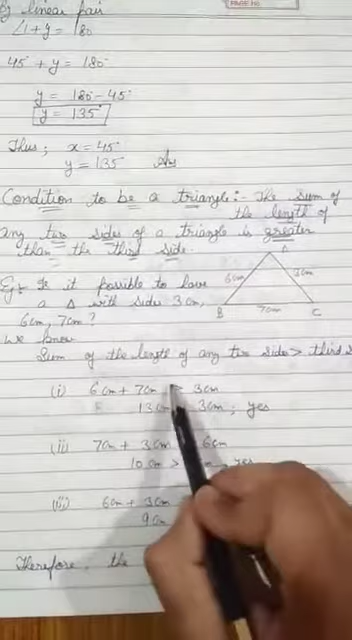 By linear pair
∠1 + y = 180
45° + y = 180°
y = 180° - 45°
y = 135°
Thus, x = 45°
y = 135° Ans
Condition to be a triangle:- The sum of
the length of
any two sides of a triangle is greater
than the third side.
Eg:- Is it possible to have
a Δ with sides 3cm,
6cm, 7cm?
A
6cm
3cm
B
7cm
C
We know
Sum of the length of any two side > third s
(i) 6cm + 7cm 3cm
13cm 3cm ; yes
(ii) 7cm + 3cm 6cm
10cm > yes
(iii) 6cm + 3cm
9cm
Therefore, the
PAGE NO.